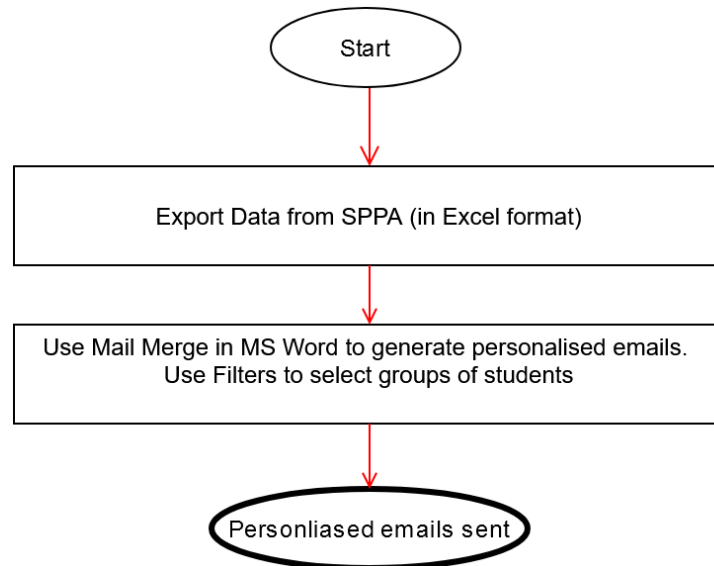 Start
Export Data from SPPA (in Excel format)
Use Mail Merge in MS Word to generate personalised emails.
Use Filters to select groups of students
Personliased emails sent